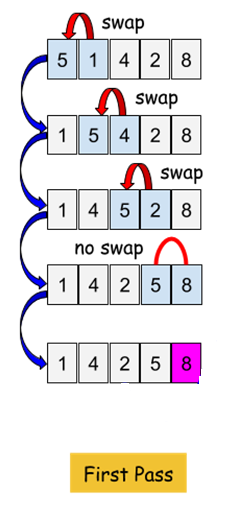 swap
5 1 4 2 8
swap
1 5 4 2 8
swap
1 4 5 2 8
no swap
1 4 2 5 8
1 4 2 5 8
First Pass